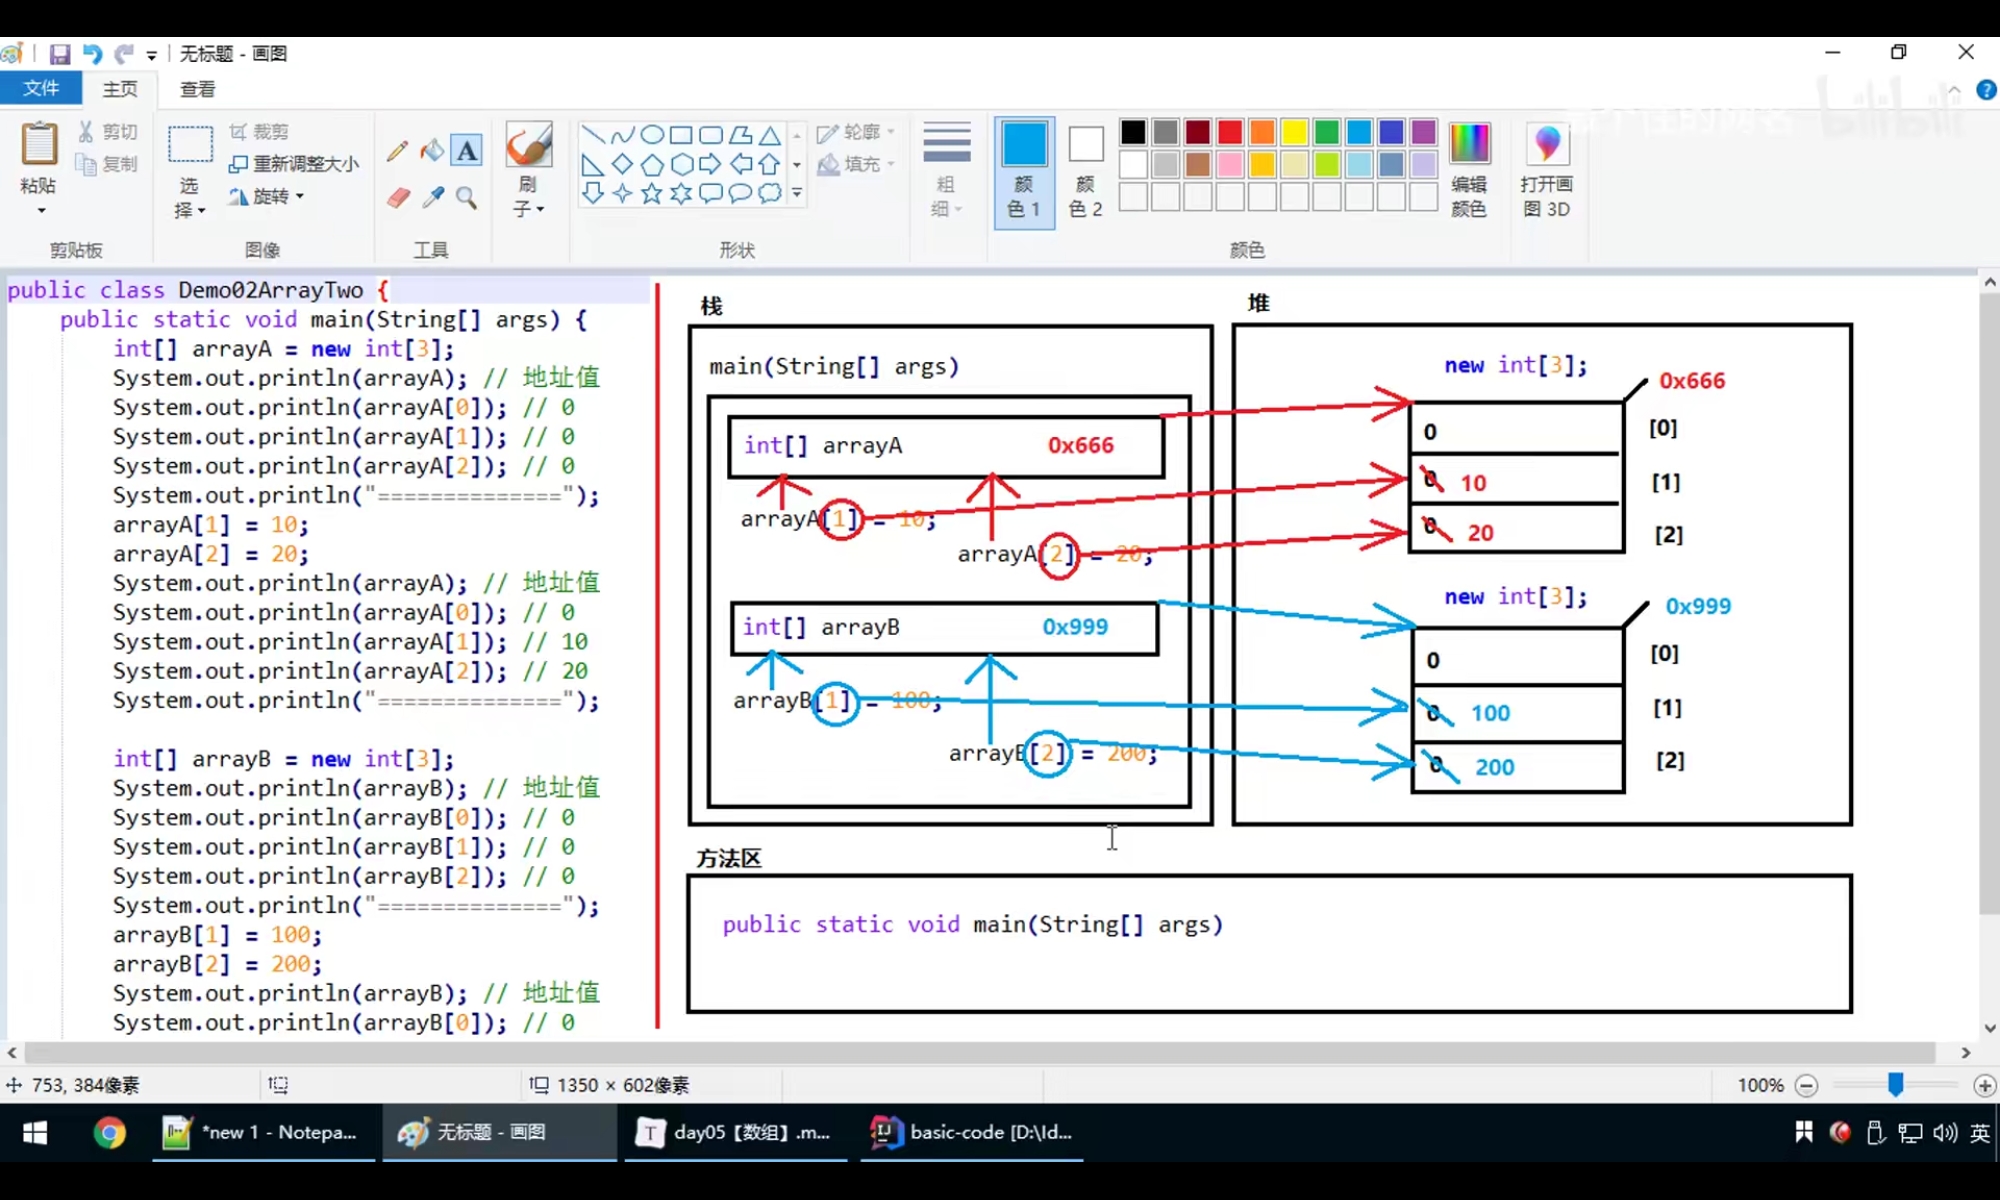 无标题 - 画图
文件 主页 查看
粘贴
剪切
复制
剪贴板
选择
裁剪
重新调整大小
旋转
图像
A
工具
刷子
轮廓
填充
形状
粗细
颜色 1
颜色 2
编辑颜色
颜色
打开画图 3D
bilibili
public class Demo02ArrayTwo {
public static void main(String[] args) {
int[] arrayA = new int[3];
System.out.println(arrayA); // 地址值
System.out.println(arrayA[0]); // 0
System.out.println(arrayA[1]); // 0
System.out.println(arrayA[2]); // 0
System.out.println("==============");
arrayA[1] = 10;
arrayA[2] = 20;
System.out.println(arrayA); // 地址值
System.out.println(arrayA[0]); // 0
System.out.println(arrayA[1]); // 10
System.out.println(arrayA[2]); // 20
System.out.println("==============");
int[] arrayB = new int[3];
System.out.println(arrayB); // 地址值
System.out.println(arrayB[0]); // 0
System.out.println(arrayB[1]); // 0
System.out.println(arrayB[2]); // 0
System.out.println("==============");
arrayB[1] = 100;
arrayB[2] = 200;
System.out.println(arrayB); // 地址值
System.out.println(arrayB[0]); // 0
栈
main(String[] args)
int[] arrayA 0x666
arrayA[1] = 10;
arrayA[2] = 20;
int[] arrayB 0x999
arrayB[1] = 100;
arrayB[2] = 200;
堆
new int[3];
0x666
0 [0]
0 10 [1]
0 20 [2]
new int[3];
0x999
0 [0]
0 100 [1]
0 200 [2]
方法区
public static void main(String[] args)
753, 384像素
1350 × 602像素
100%
*new 1 - Notepa...
无标题 - 画图
day05【数组】.m...
basic-code [D:\Id...
英